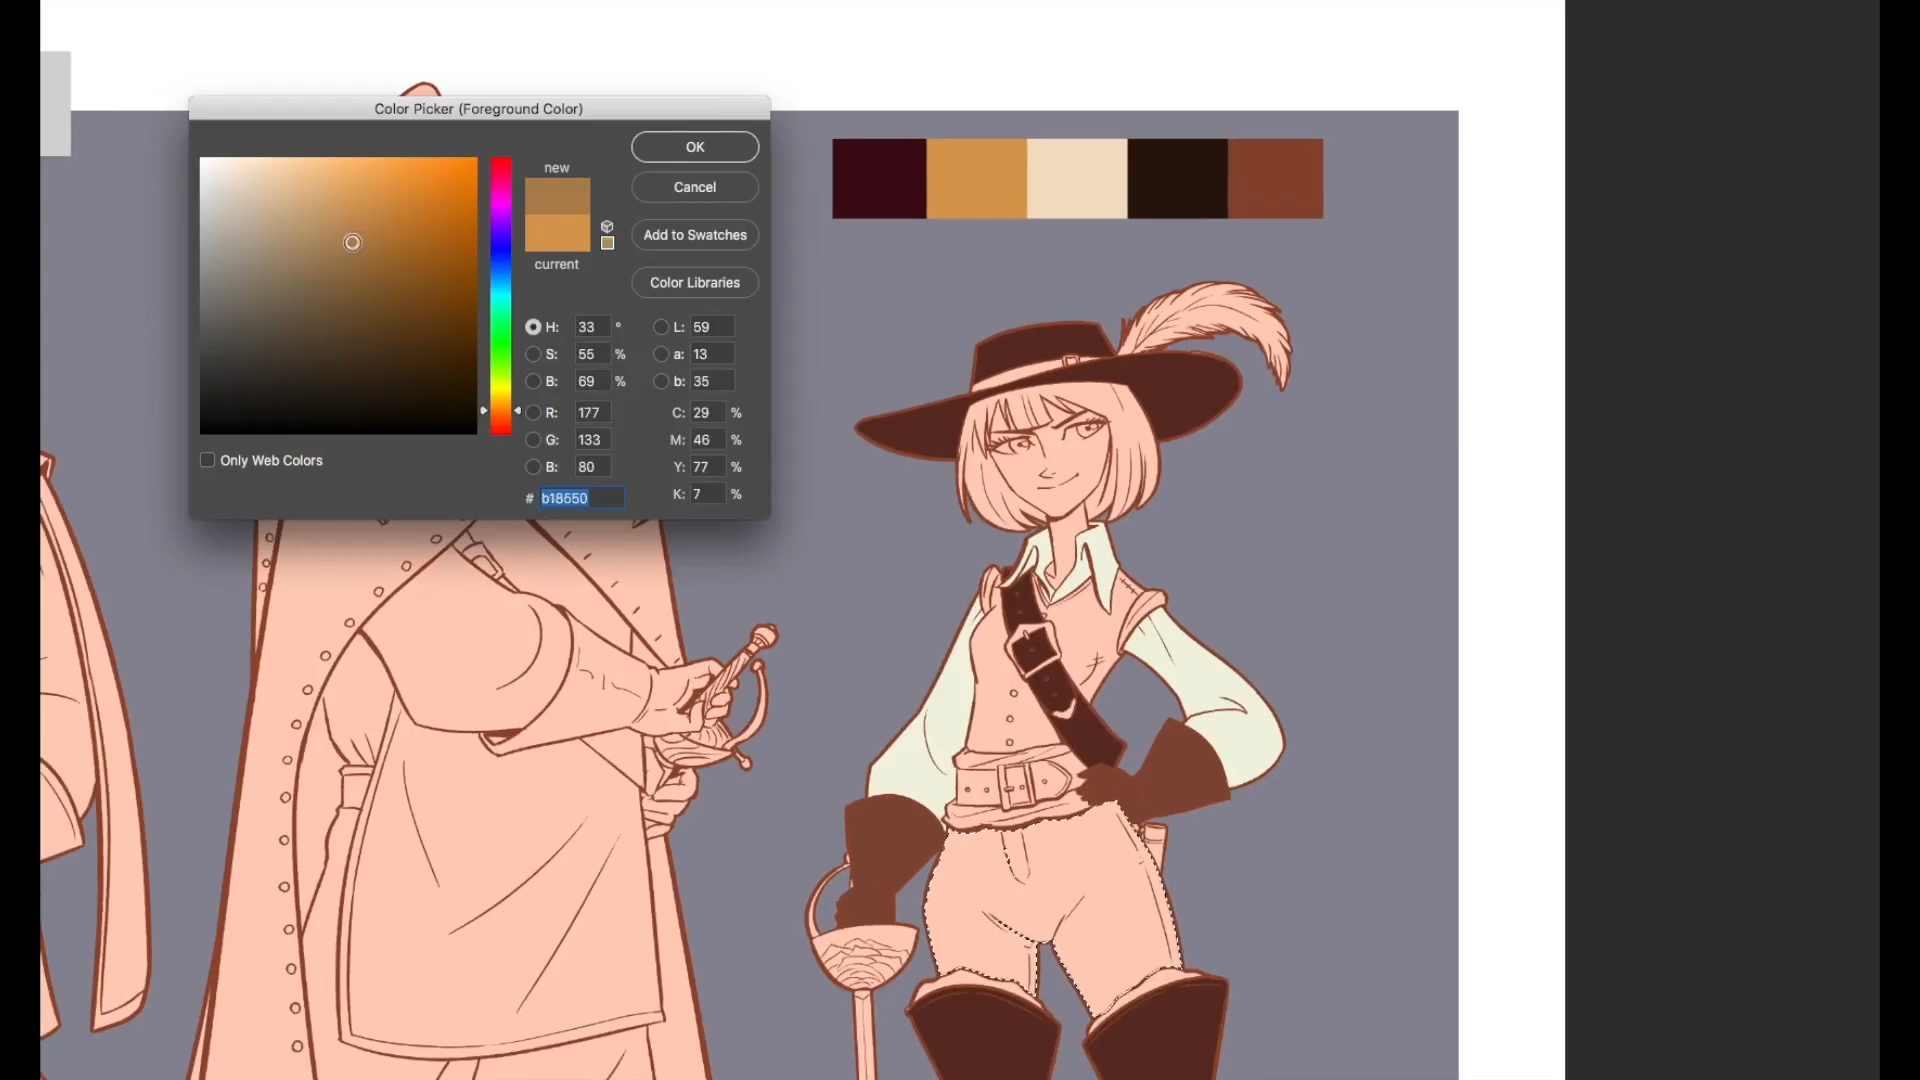 Color Picker (Foreground Color)
new
OK
Cancel
Add to Swatches
current
Color Libraries
H: 33 ° L: 59
S: 55 % a: 13
B: 69 % b: 35
R: 177 C: 29 %
G: 133 M: 46 %
B: 80 Y: 77 %
# b18550 K: 7 %
Only Web Colors